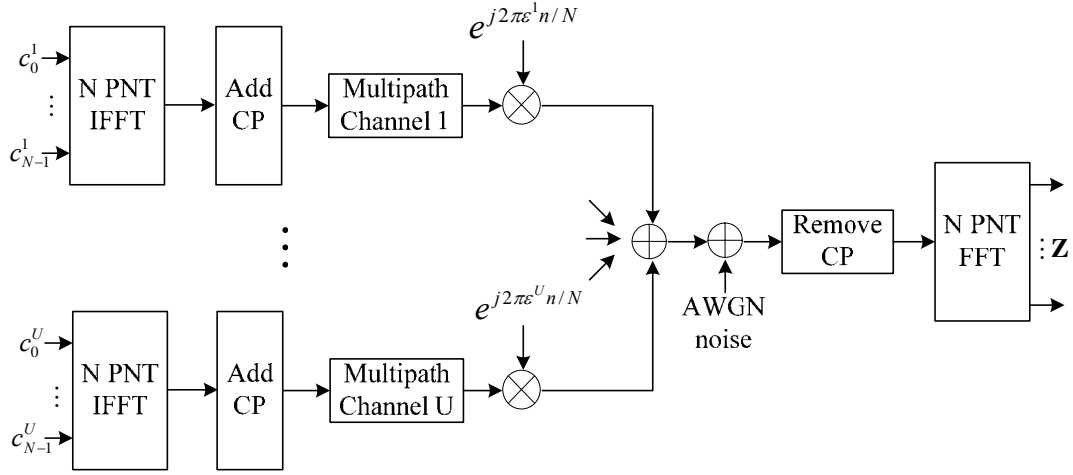 e^{j2πε^1 n/N}
c_0^1
⋮
c_{N-1}^1
N PNT
IFFT
Add
CP
Multipath
Channel 1
⋮
c_0^U
⋮
c_{N-1}^U
N PNT
IFFT
Add
CP
Multipath
Channel U
e^{j2πε^U n/N}
AWGN
noise
Remove
CP
N PNT
FFT
⋮ Z